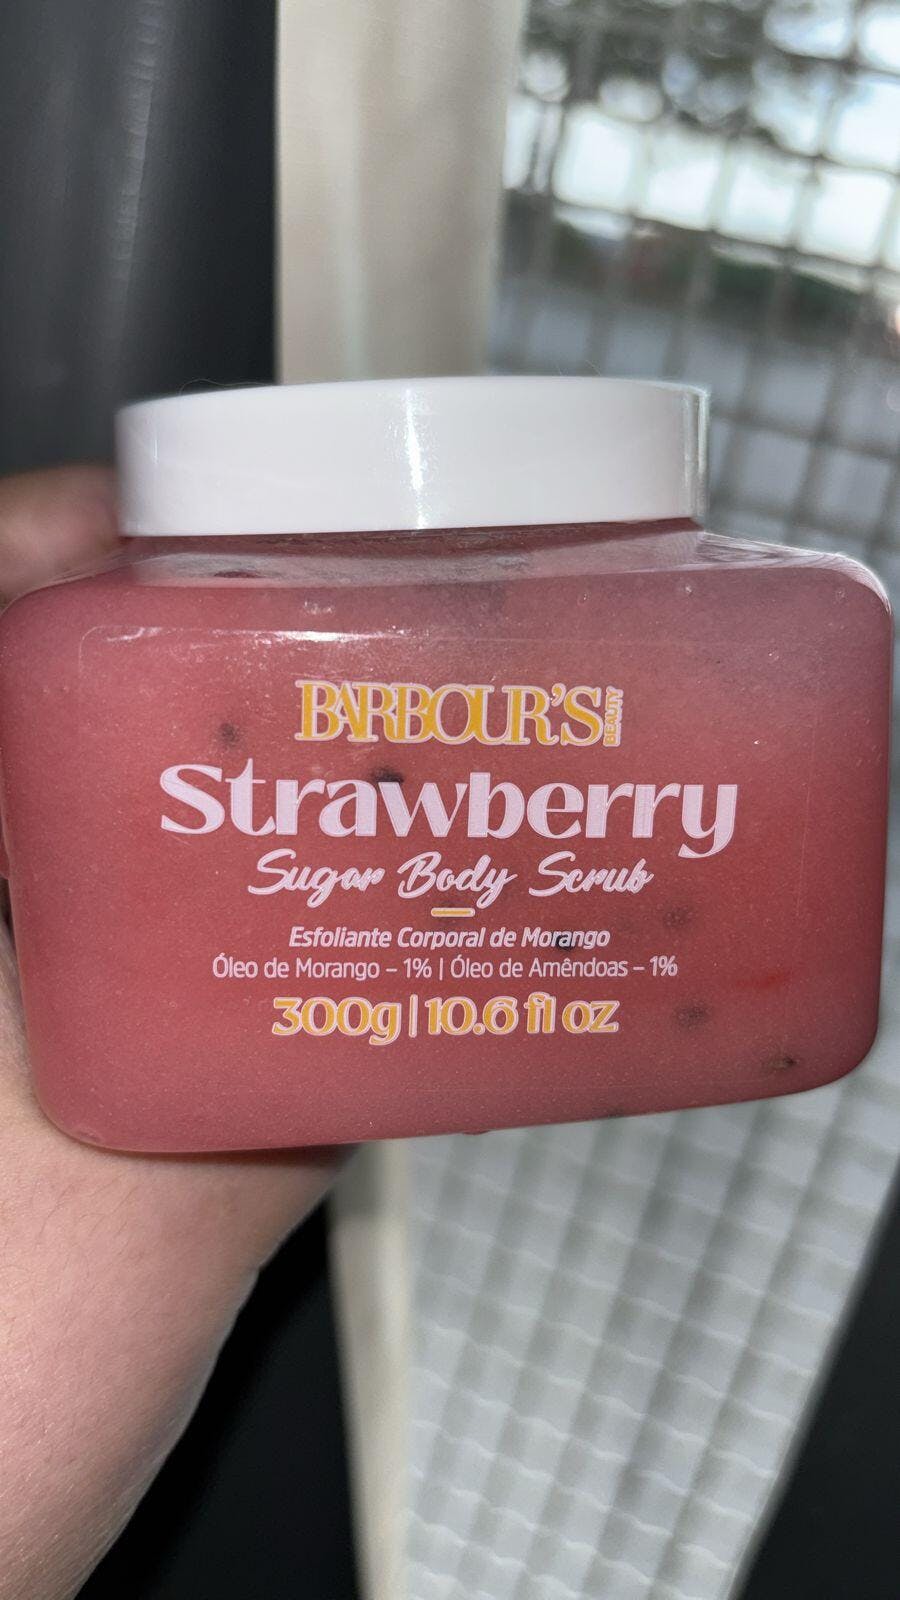 BARBOUR'S BEAUTY
Strawberry
Sugar Body Scrub
Esfoliante Corporal de Morango
Óleo de Morango – 1% | Óleo de Amêndoas – 1%
300g | 10.6 fl oz